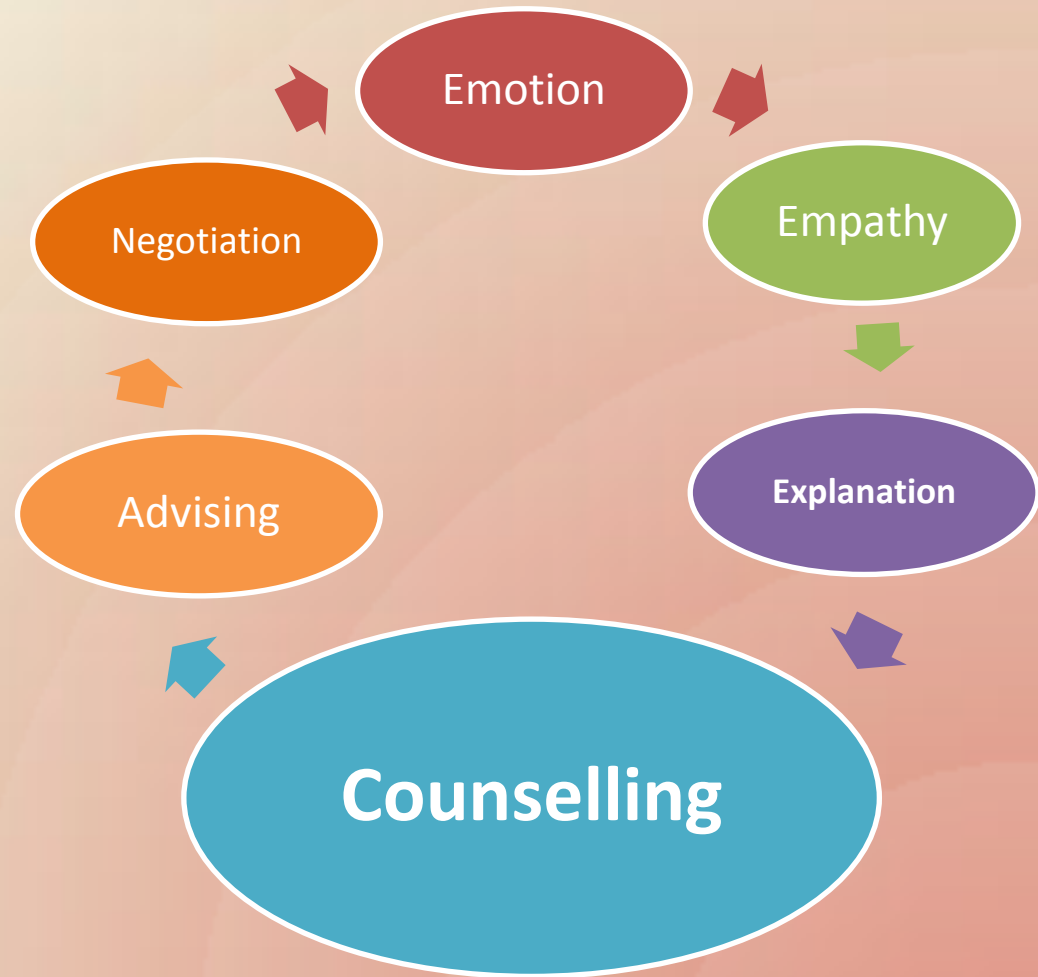 Emotion
Empathy
Negotiation
Explanation
Advising
Counselling